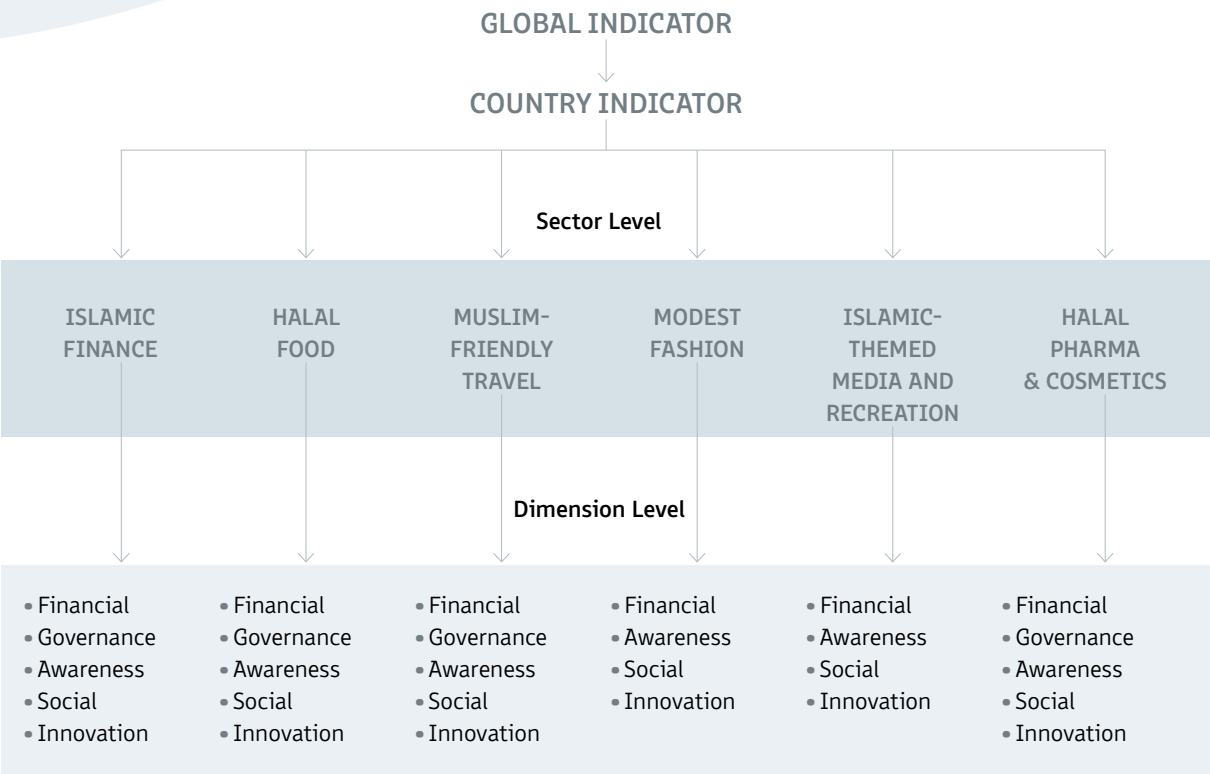 GLOBAL INDICATOR
COUNTRY INDICATOR
Sector Level
ISLAMIC
FINANCE
HALAL
FOOD
MUSLIM-
FRIENDLY
TRAVEL
MODEST
FASHION
ISLAMIC-
THEMED
MEDIA AND
RECREATION
HALAL
PHARMA
& COSMETICS
Dimension Level
• Financial
• Governance
• Awareness
• Social
• Innovation
• Financial
• Governance
• Awareness
• Social
• Innovation
• Financial
• Governance
• Awareness
• Social
• Innovation
• Financial
• Awareness
• Social
• Innovation
• Financial
• Awareness
• Social
• Innovation
• Financial
• Governance
• Awareness
• Social
• Innovation